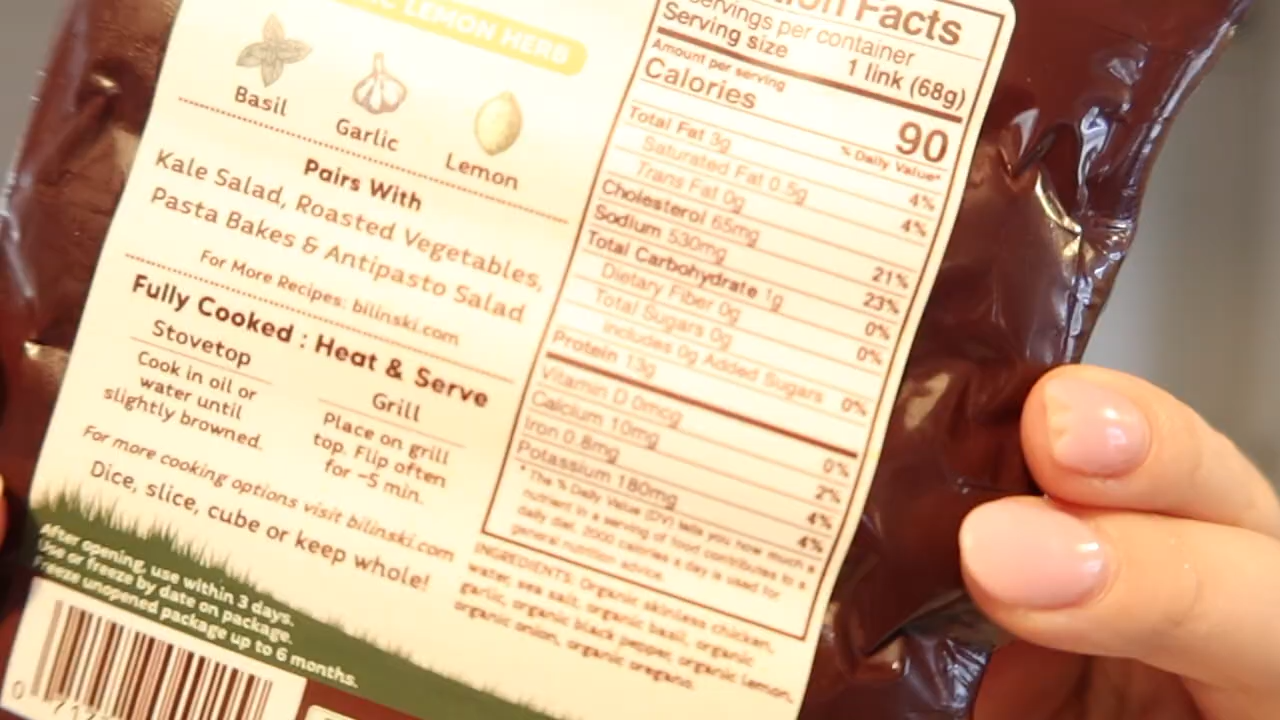 LEMON HERB
Basil
Garlic
Lemon
Pairs With
Kale Salad, Roasted Vegetables,
Pasta Bakes & Antipasto Salad
For More Recipes: bilinski.com
Fully Cooked : Heat & Serve
Stovetop
Cook in oil or
water until
slightly browned.
Grill
Place on grill
top. Flip often
for ~5 min.
For more cooking options visit bilinski.com
Dice, slice, cube or keep whole!
After opening, use within 3 days.
Use or freeze by date on package.
Freeze unopened package up to 6 months.
Facts
servings per container
Serving size 1 link (68g)
Amount per serving
Calories 90
% Daily Value*
Total Fat 3g 4%
Saturated Fat 0.5g 4%
Trans Fat 0g
Cholesterol 65mg 21%
Sodium 530mg 23%
Total Carbohydrate 1g 0%
Dietary Fiber 0g 0%
Total Sugars 0g
Includes 0g Added Sugars 0%
Protein 13g
Vitamin D 0mcg 0%
Calcium 10mg 2%
Iron 0.8mg 4%
Potassium 180mg 4%
* The % Daily Value (DV) tells you how much a
nutrient in a serving of food contributes to a
daily diet. 2000 calories a day is used for
general nutrition advice.
INGREDIENTS: Organic skinless chicken,
water, sea salt, organic basil, organic
garlic, organic black pepper, organic lemon,
organic onion, organic oregano.